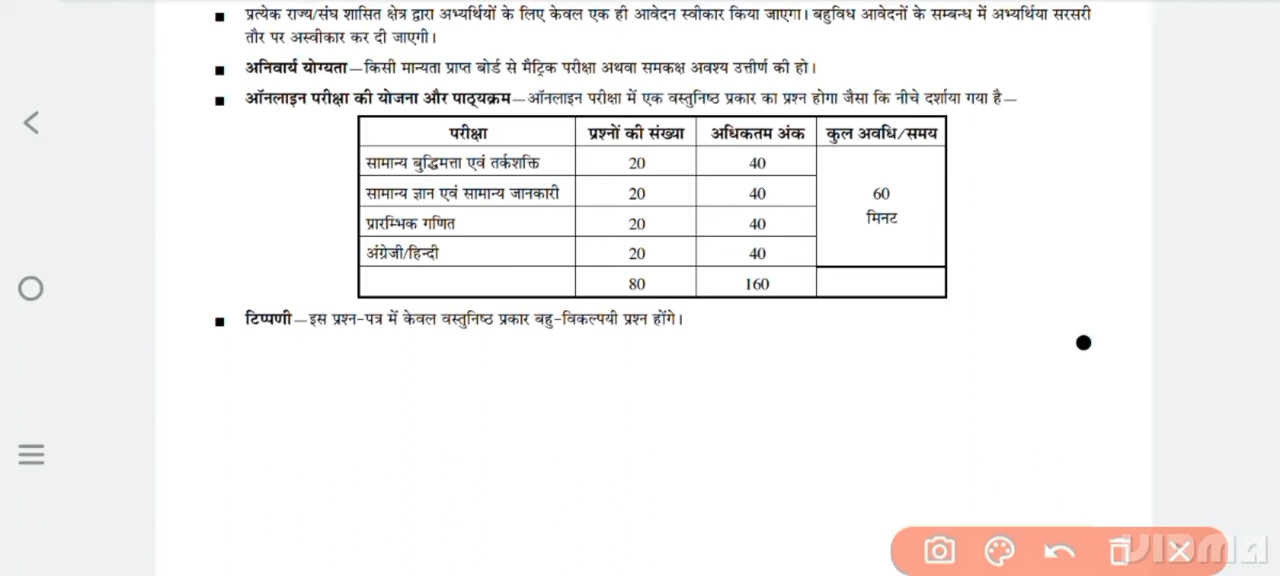 प्रत्येक राज्य/संघ शासित क्षेत्र द्वारा अभ्यर्थियों के लिए केवल एक ही आवेदन स्वीकार किया जाएगा। बहुविध आवेदनों के सम्बन्ध में अभ्यर्थिया सरसरी
तौर पर अस्वीकार कर दी जाएगी।
अनिवार्य योग्यता—किसी मान्यता प्राप्त बोर्ड से मैट्रिक परीक्षा अथवा समकक्ष अवश्य उत्तीर्ण की हो।
ऑनलाइन परीक्षा की योजना और पाठ्यक्रम—ऑनलाइन परीक्षा में एक वस्तुनिष्ठ प्रकार का प्रश्न होगा जैसा कि नीचे दर्शाया गया है—
परीक्षा प्रश्नों की संख्या अधिकतम अंक कुल अवधि/समय
सामान्य बुद्धिमत्ता एवं तर्कशक्ति 20 40
सामान्य ज्ञान एवं सामान्य जानकारी 20 40 60
मिनट
प्रारम्भिक गणित 20 40
अंग्रेजी/हिन्दी 20 40
80 160
टिप्पणी—इस प्रश्न-पत्र में केवल वस्तुनिष्ठ प्रकार बहु-विकल्पयी प्रश्न होंगे।
VIDMA